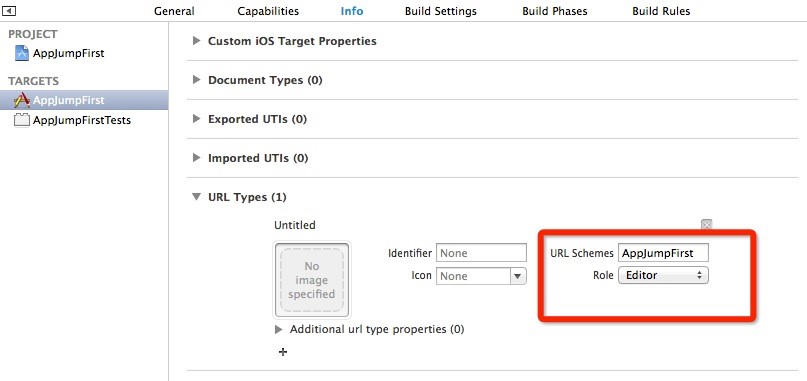 General Capabilities Info Build Settings Build Phases Build Rules
PROJECT
AppJumpFirst
TARGETS
AppJumpFirst
AppJumpFirstTests
Custom iOS Target Properties
Document Types (0)
Exported UTIs (0)
Imported UTIs (0)
URL Types (1)
Untitled
No
image
specified
Identifier None
Icon None
URL Schemes AppJumpFirst
Role Editor
Additional url type properties (0)